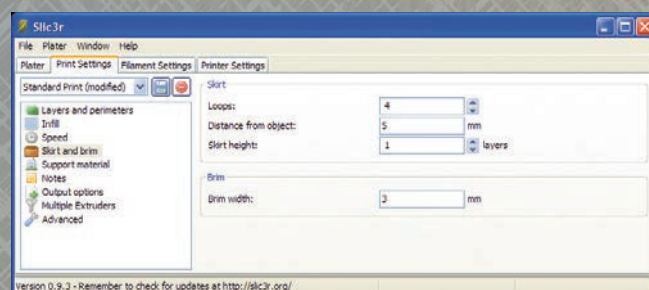 Slic3r
File Plater Window Help
Plater Print Settings Filament Settings Printer Settings
Standard Print (modified)
Layers and perimeters
Infill
Speed
Skirt and brim
Support material
Notes
Output options
Multiple Extruders
Advanced
Skirt
Loops: 4
Distance from object: 5 mm
Skirt height: 1 layers
Brim
Brim width: 3 mm
Version 0.9.3 - Remember to check for updates at http://slic3r.org/